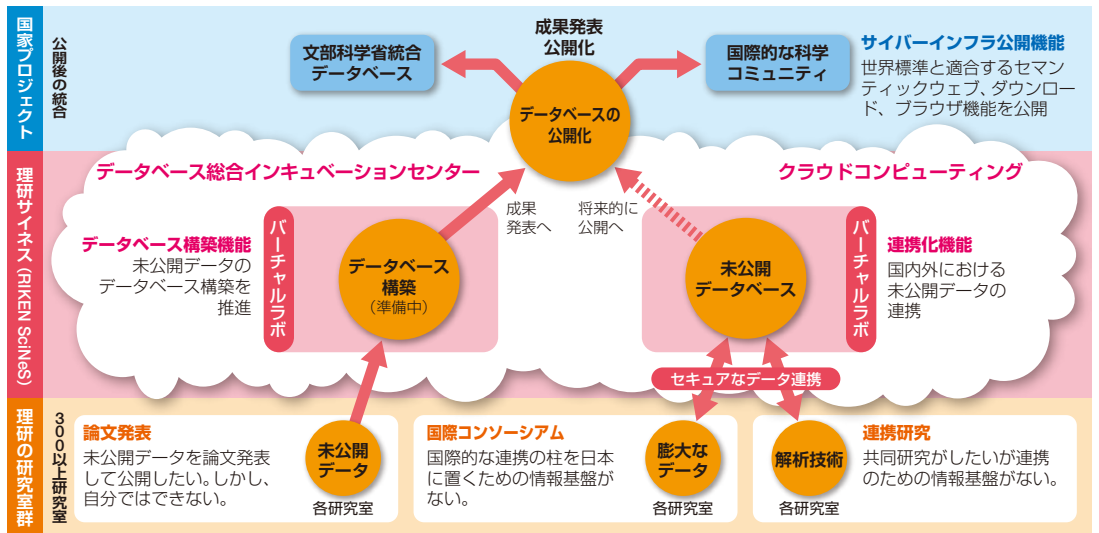 国家プロジェクト
公開後の統合
文部科学省統合
データベース
成果発表
公開化
国際的な科学
コミュニティ
サイバーインフラ公開機能
世界標準と適合するセマン
ティックウェブ、ダウンロー
ド、ブラウザ機能を公開
データベースの
公開化
理研サイネス（RIKEN SciNeS）
データベース総合インキュベーションセンター
クラウドコンピューティング
成果
発表へ
将来的に
公開へ
データベース構築機能
未公開データの
データベース構築を
推進
バーチャルラボ
データベース
構築
（準備中）
未公開
データベース
バーチャルラボ
連携化機能
国内外における
未公開データの
連携
セキュアなデータ連携
理研の研究室群
300以上研究室
論文発表
未公開データを論文発表
して公開したい。しかし、
自分ではできない。
未公開
データ
各研究室
国際コンソーシアム
国際的な連携の柱を日本
に置くための情報基盤が
ない。
膨大な
データ
各研究室
解析技術
各研究室
連携研究
共同研究がしたいが連携
のための情報基盤がない。